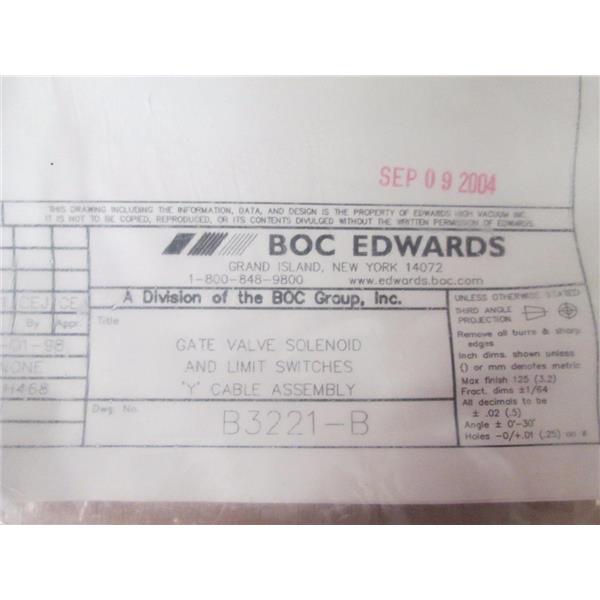 SEP 09 2004
THIS DRAWING INCLUDING THE INFORMATION, DATA, AND DESIGN IS THE PROPERTY OF EDWARDS HIGH VACUUM INC.
IT IS NOT TO BE COPIED, REPRODUCED, OR ITS CONTENTS DIVULGED WITHOUT THE WRITTEN PERMISSION OF EDWARDS.
BOC EDWARDS
GRAND ISLAND, NEW YORK 14072
1-800-848-9800 www.edwards.boc.com
A Division of the BOC Group, Inc.
CEJ CE
By Appr.
-01-98
NONE
H468
Title
GATE VALVE SOLENOID
AND LIMIT SWITCHES
'Y' CABLE ASSEMBLY
Dwg. No.
B3221-B
UNLESS OTHERWISE STATED
THIRD ANGLE
PROJECTION
Remove all burrs & sharp
edges
Inch dims. shown unless
() or mm denotes metric
Max finish 125 (3.2)
Fract. dims ±1/64
All decimals to be
± .02 (.5)
Angle ± 0'-30'
Holes -0/+.01 (.25) on